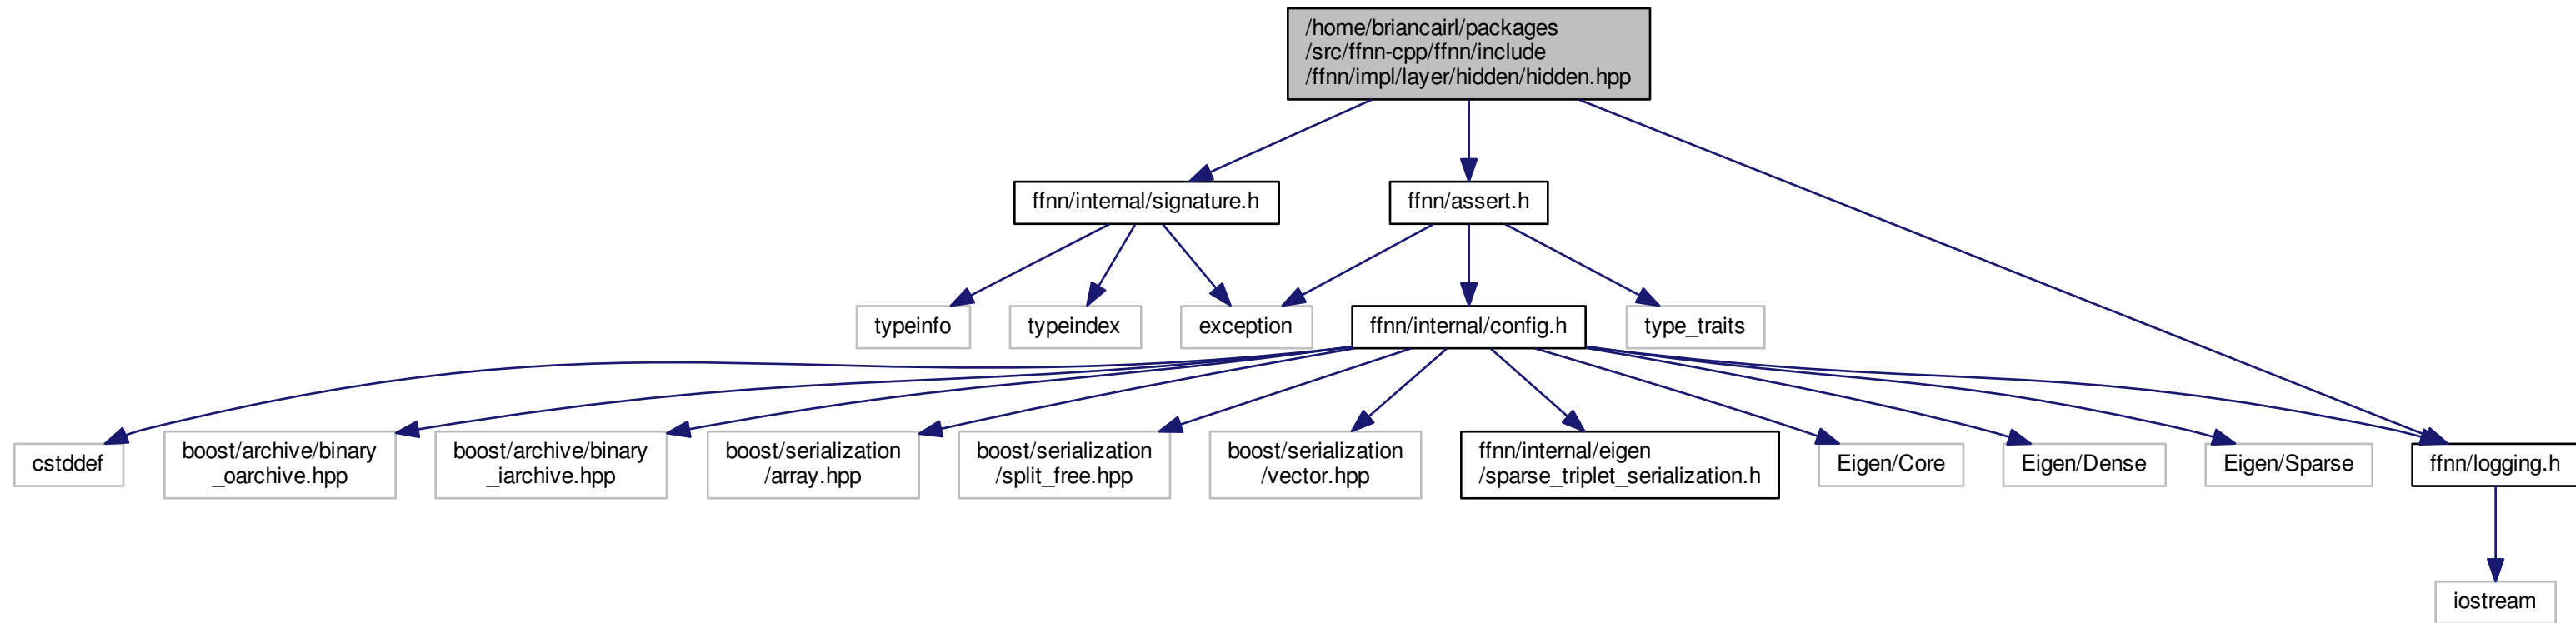 /home/briancairl/packages
/src/ffnn-cpp/ffnn/include
/ffnn/impl/layer/hidden/hidden.hpp
ffnn/internal/signature.h
ffnn/assert.h
typeinfo
typeindex
exception
ffnn/internal/config.h
type_traits
cstddef
boost/archive/binary
_oarchive.hpp
boost/archive/binary
_iarchive.hpp
boost/serialization
/array.hpp
boost/serialization
/split_free.hpp
boost/serialization
/vector.hpp
ffnn/internal/eigen
/sparse_triplet_serialization.h
Eigen/Core
Eigen/Dense
Eigen/Sparse
ffnn/logging.h
iostream